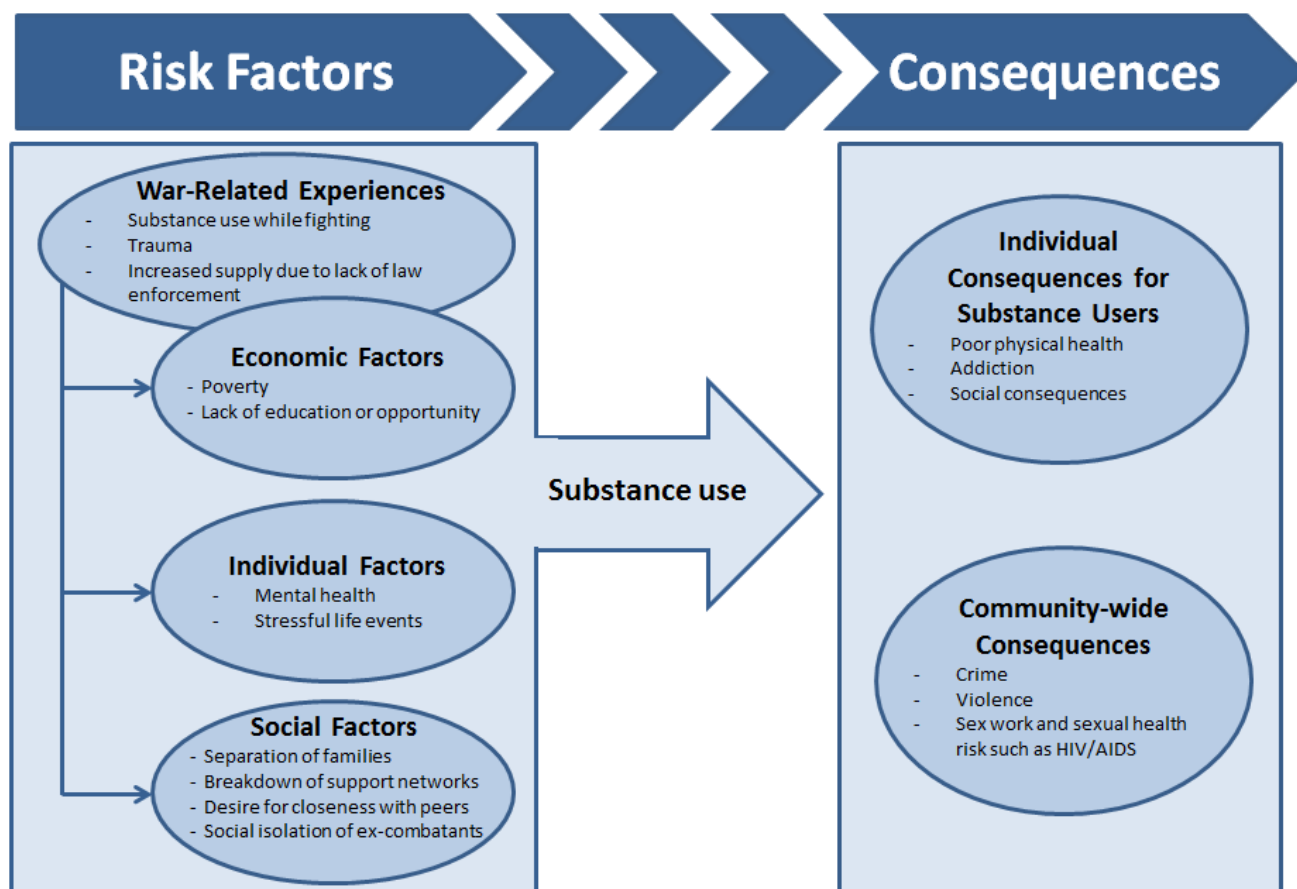 Risk Factors
Consequences
War-Related Experiences
- Substance use while fighting
- Trauma
- Increased supply due to lack of law
enforcement
Economic Factors
- Poverty
- Lack of education or opportunity
Individual Factors
- Mental health
- Stressful life events
Social Factors
- Separation of families
- Breakdown of support networks
- Desire for closeness with peers
- Social isolation of ex-combatants
Substance use
Individual
Consequences for
Substance Users
- Poor physical health
- Addiction
- Social consequences
Community-wide
Consequences
- Crime
- Violence
- Sex work and sexual health
risk such as HIV/AIDS